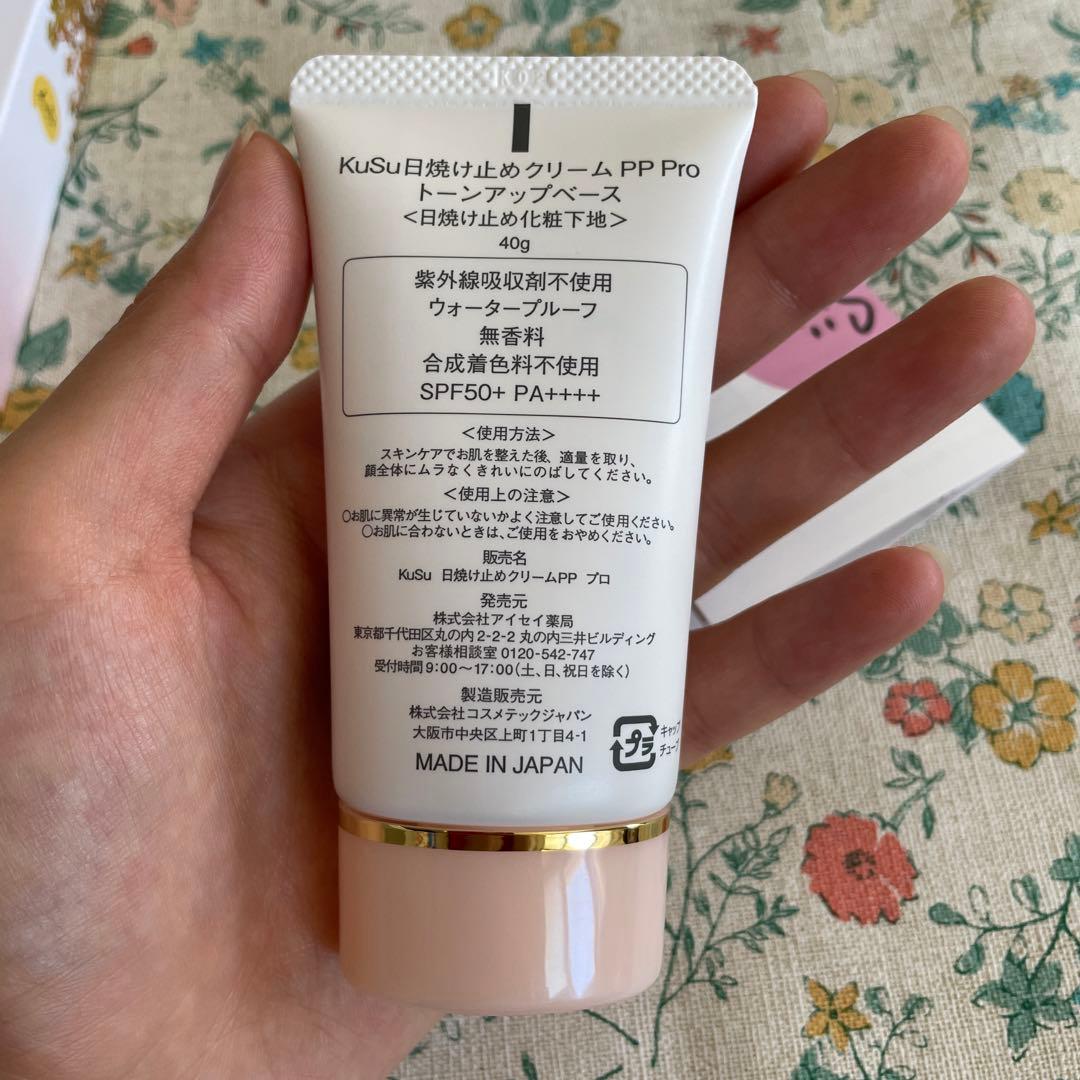 KuSu日焼け止めクリーム PP Pro
トーンアップベース
＜日焼け止め化粧下地＞
40g
紫外線吸収剤不使用
ウォータープルーフ
無香料
合成着色料不使用
SPF50+ PA++++
＜使用方法＞
スキンケアでお肌を整えた後、適量を取り、
顔全体にムラなくきれいにのばしてください。
＜使用上の注意＞
○お肌に異常が生じていないかよく注意してご使用ください。
○お肌に合わないときは、ご使用をおやめください。
販売名
KuSu 日焼け止めクリームPP プロ
発売元
株式会社アイセイ薬局
東京都千代田区丸の内2-2-2 丸の内三井ビルディング
お客様相談室 0120-542-747
受付時間 9:00〜17:00(土、日、祝日を除く)
製造販売元
株式会社コスメテックジャパン
大阪市中央区上町1丁目4-1
MADE IN JAPAN
プラ
キャップ
チューブ